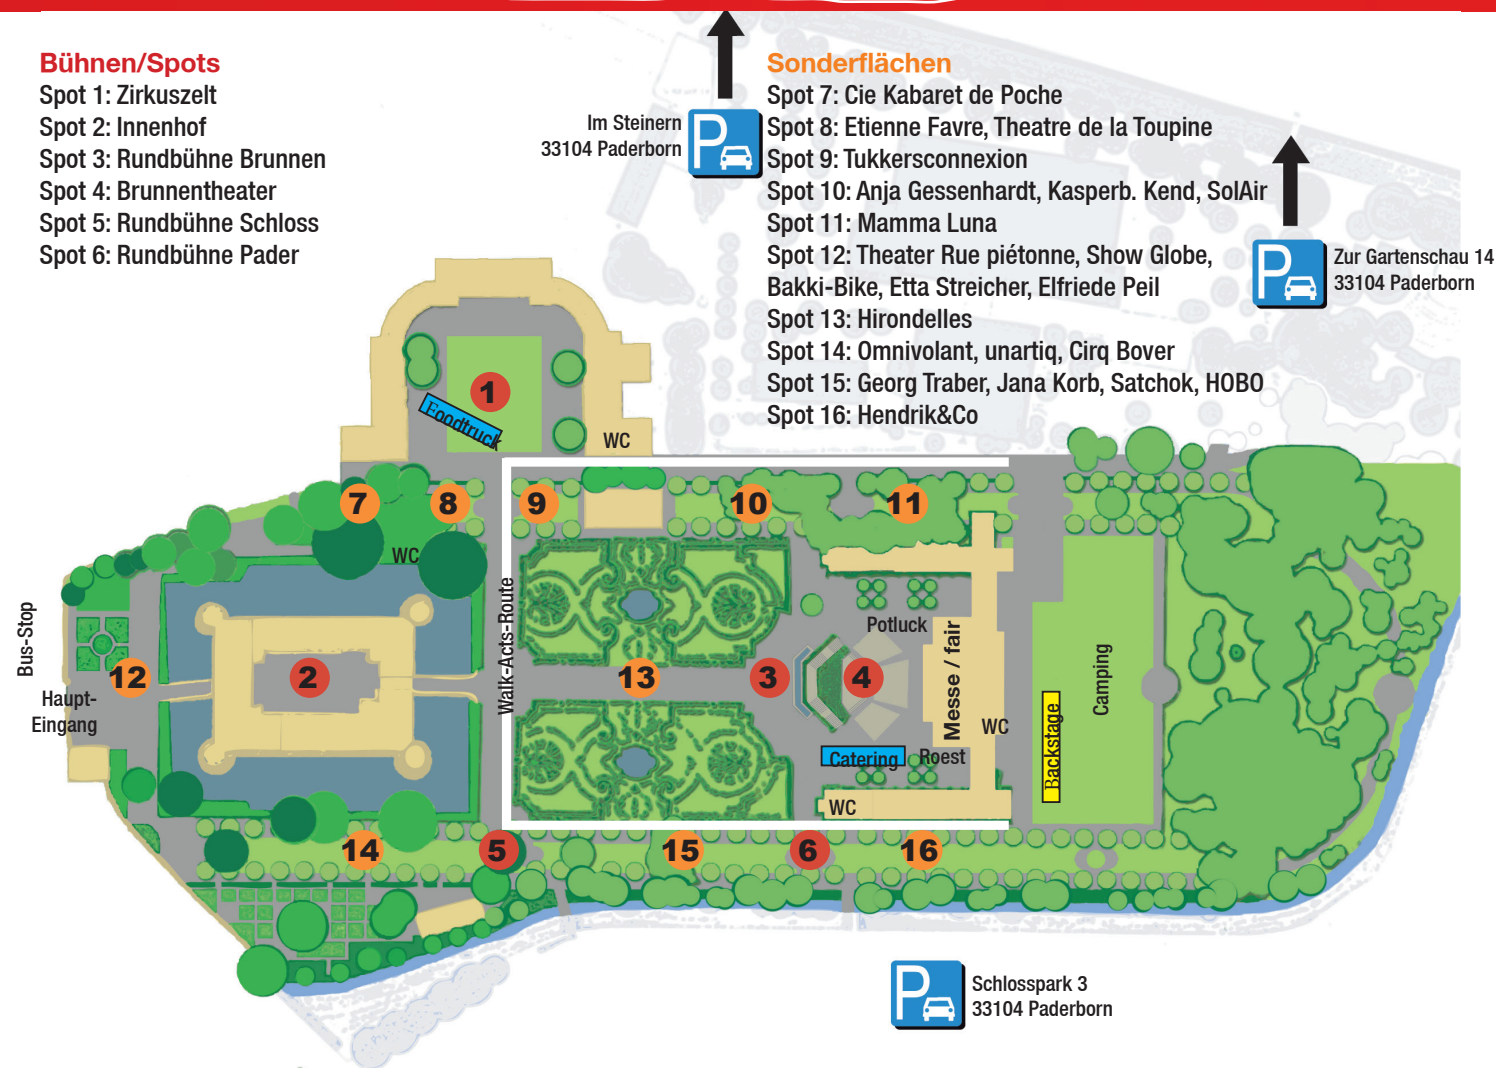 Bühnen/Spots
Spot 1: Zirkuszelt
Spot 2: Innenhof
Spot 3: Rundbühne Brunnen
Spot 4: Brunnentheater
Spot 5: Rundbühne Schloss
Spot 6: Rundbühne Pader
Im Steinern
33104 Paderborn
P
Sonderflächen
Spot 7: Cie Kabaret de Poche
Spot 8: Etienne Favre, Theatre de la Toupine
Spot 9: Tukkersconnexion
Spot 10: Anja Gessenhardt, Kasperb. Kend, SolAir
Spot 11: Mamma Luna
Spot 12: Theater Rue piétonne, Show Globe,
Bakki-Bike, Etta Streicher, Elfriede Peil
Spot 13: Hirondelles
Spot 14: Omnivolant, unartiq, Cirq Bover
Spot 15: Georg Traber, Jana Korb, Satchok, HOBO
Spot 16: Hendrik&Co
P
Zur Gartenschau 14
33104 Paderborn
1
Foodtruck
WC
7
8
9
10
11
WC
Bus-Stop
Walk-Acts-Route
Potluck
12
2
13
3
4
Messe / fair
Camping
Haupt-
Eingang
WC
Backstage
Catering
Roest
WC
14
5
15
6
16
P
Schlosspark 3
33104 Paderborn